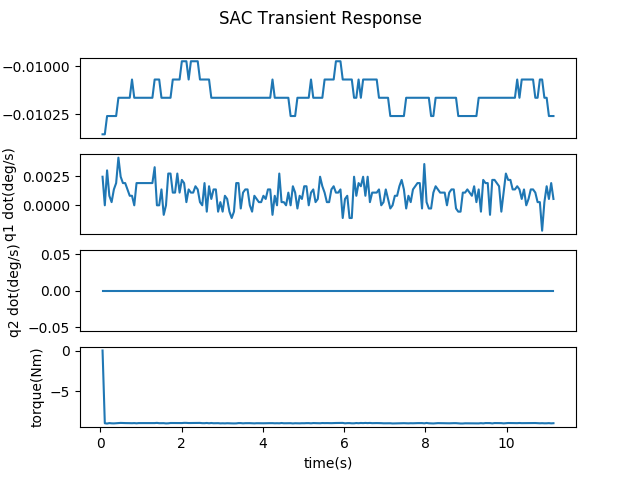 SAC Transient Response
−0.01000
−0.01025
q1 dot(deg/s)
0.0025
0.0000
q2 dot(deg/s)
0.05
0.00
−0.05
torque(Nm)
0
−5
0 2 4 6 8 10
time(s)